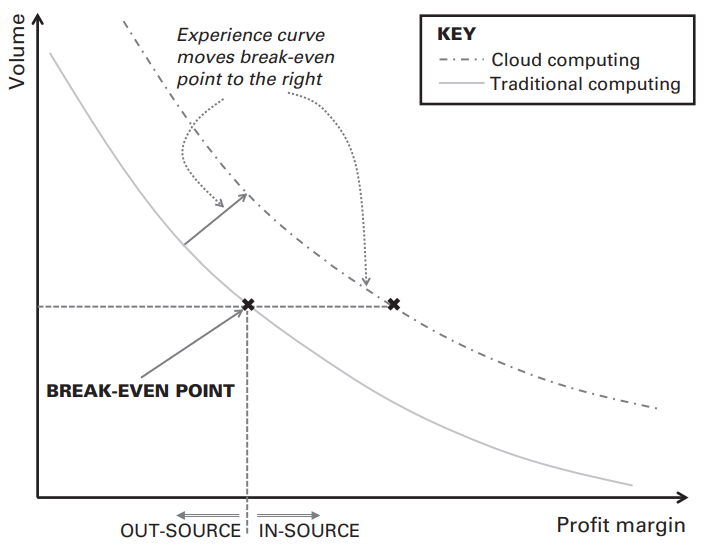 Volume
Experience curve
moves break-even
point to the right
KEY
Cloud computing
Traditional computing
BREAK-EVEN POINT
OUT-SOURCE
IN-SOURCE
Profit margin